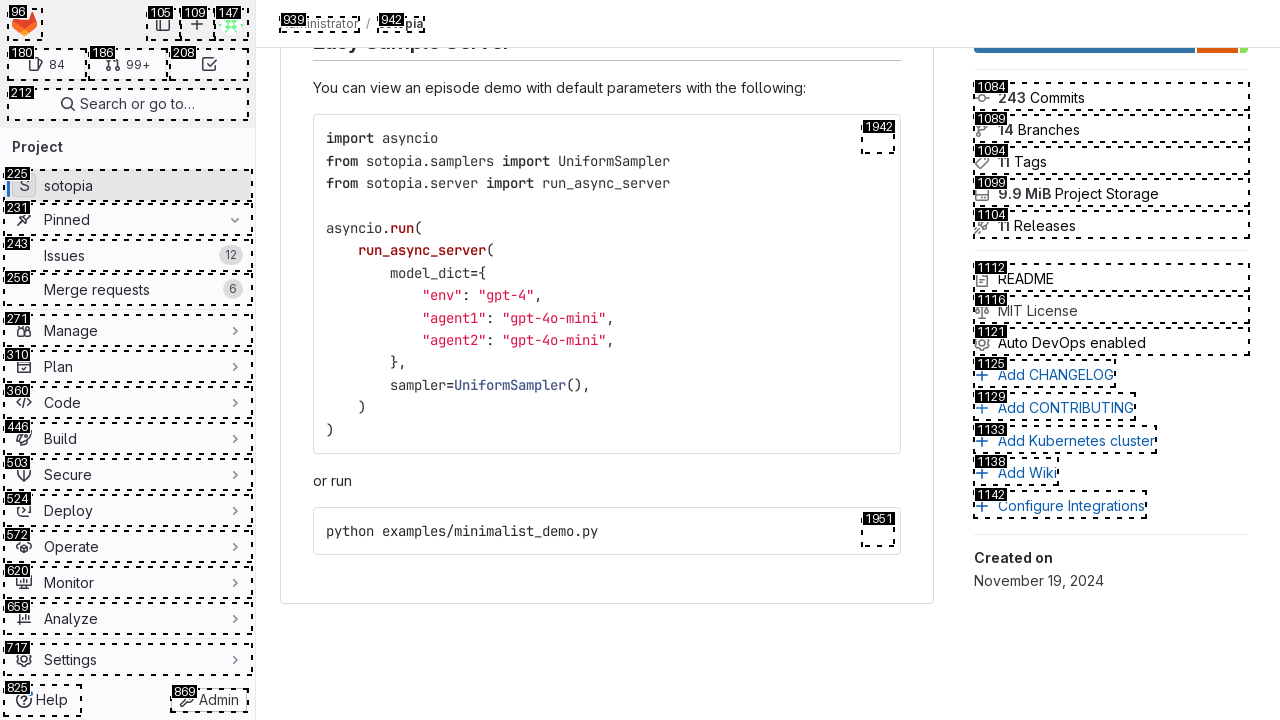 96
105
109
147
939
Administrator
/
942
sotopia
180
84
186
99+
208
212
Search or go to…
Project
225
S
sotopia
231
Pinned
243
Issues
12
256
Merge requests
6
271
Manage
310
Plan
360
Code
446
Build
503
Secure
524
Deploy
572
Operate
620
Monitor
659
Analyze
717
Settings
825
Help
869
Admin
Easy Sample Server
You can view an episode demo with default parameters with the following:
1942
import asyncio
from sotopia.samplers import UniformSampler
from sotopia.server import run_async_server
asyncio.run(
run_async_server(
model_dict={
"env": "gpt-4",
"agent1": "gpt-4o-mini",
"agent2": "gpt-4o-mini",
},
sampler=UniformSampler(),
)
)
or run
1951
python examples/minimalist_demo.py
1084
243 Commits
1089
14 Branches
1094
11 Tags
1099
9.9 MiB Project Storage
1104
11 Releases
1112
README
1116
MIT License
1121
Auto DevOps enabled
1125
Add CHANGELOG
1129
Add CONTRIBUTING
1133
Add Kubernetes cluster
1138
Add Wiki
1142
Configure Integrations
Created on
November 19, 2024